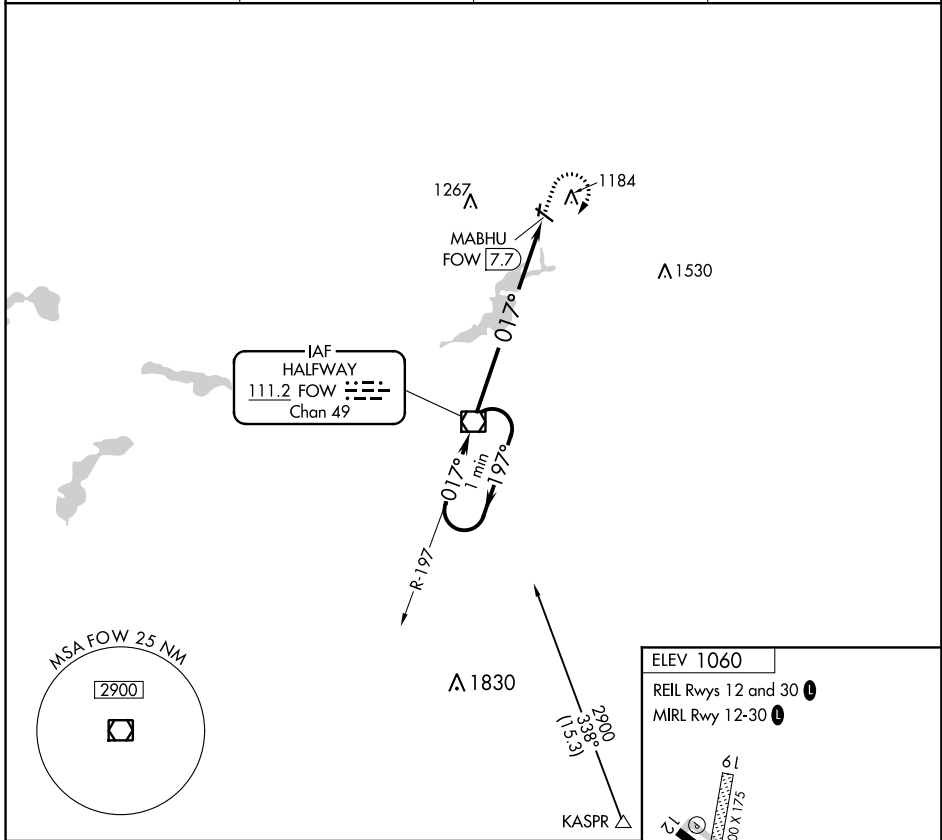 1267
1184
MABHU
FOW 7.7
1530
017°
IAF
HALFWAY
111.2 FOW
Chan 49
017°
1 min
197°
R-197
MSA FOW 25 NM
2900
1830
2900
338°
(15.3)
KASPR
ELEV 1060
REIL Rwys 12 and 30 L
MIRL Rwy 12-30 L
19
12
P
00 X 175